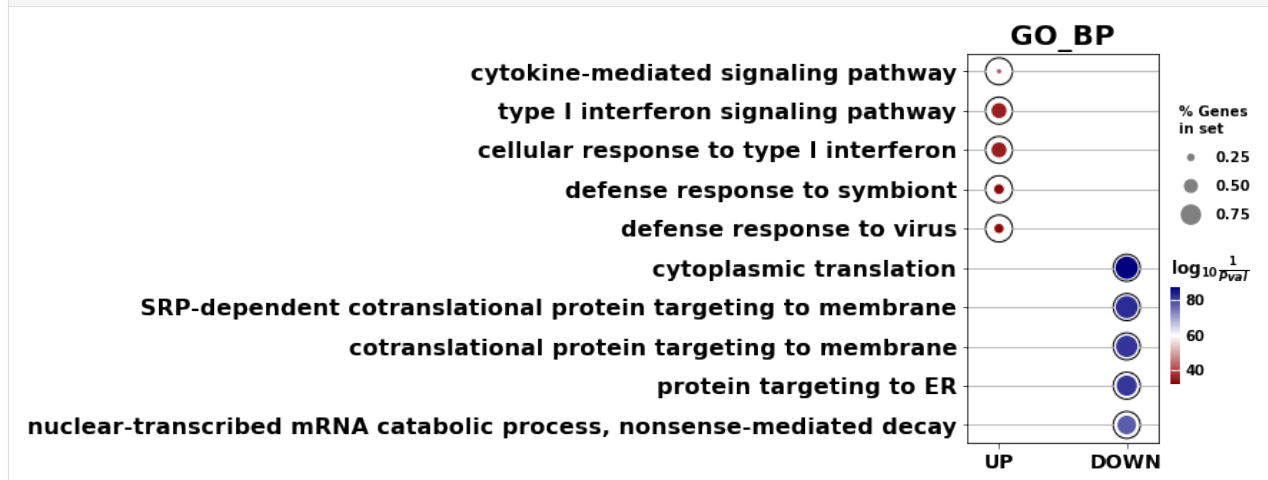 GO_BP
cytokine-mediated signaling pathway
type I interferon signaling pathway
cellular response to type I interferon
defense response to symbiont
defense response to virus
cytoplasmic translation
SRP-dependent cotranslational protein targeting to membrane
cotranslational protein targeting to membrane
protein targeting to ER
nuclear-transcribed mRNA catabolic process, nonsense-mediated decay
UP DOWN
% Genes
in set
0.25
0.50
0.75
log₁₀ 1/Pval
80
60
40